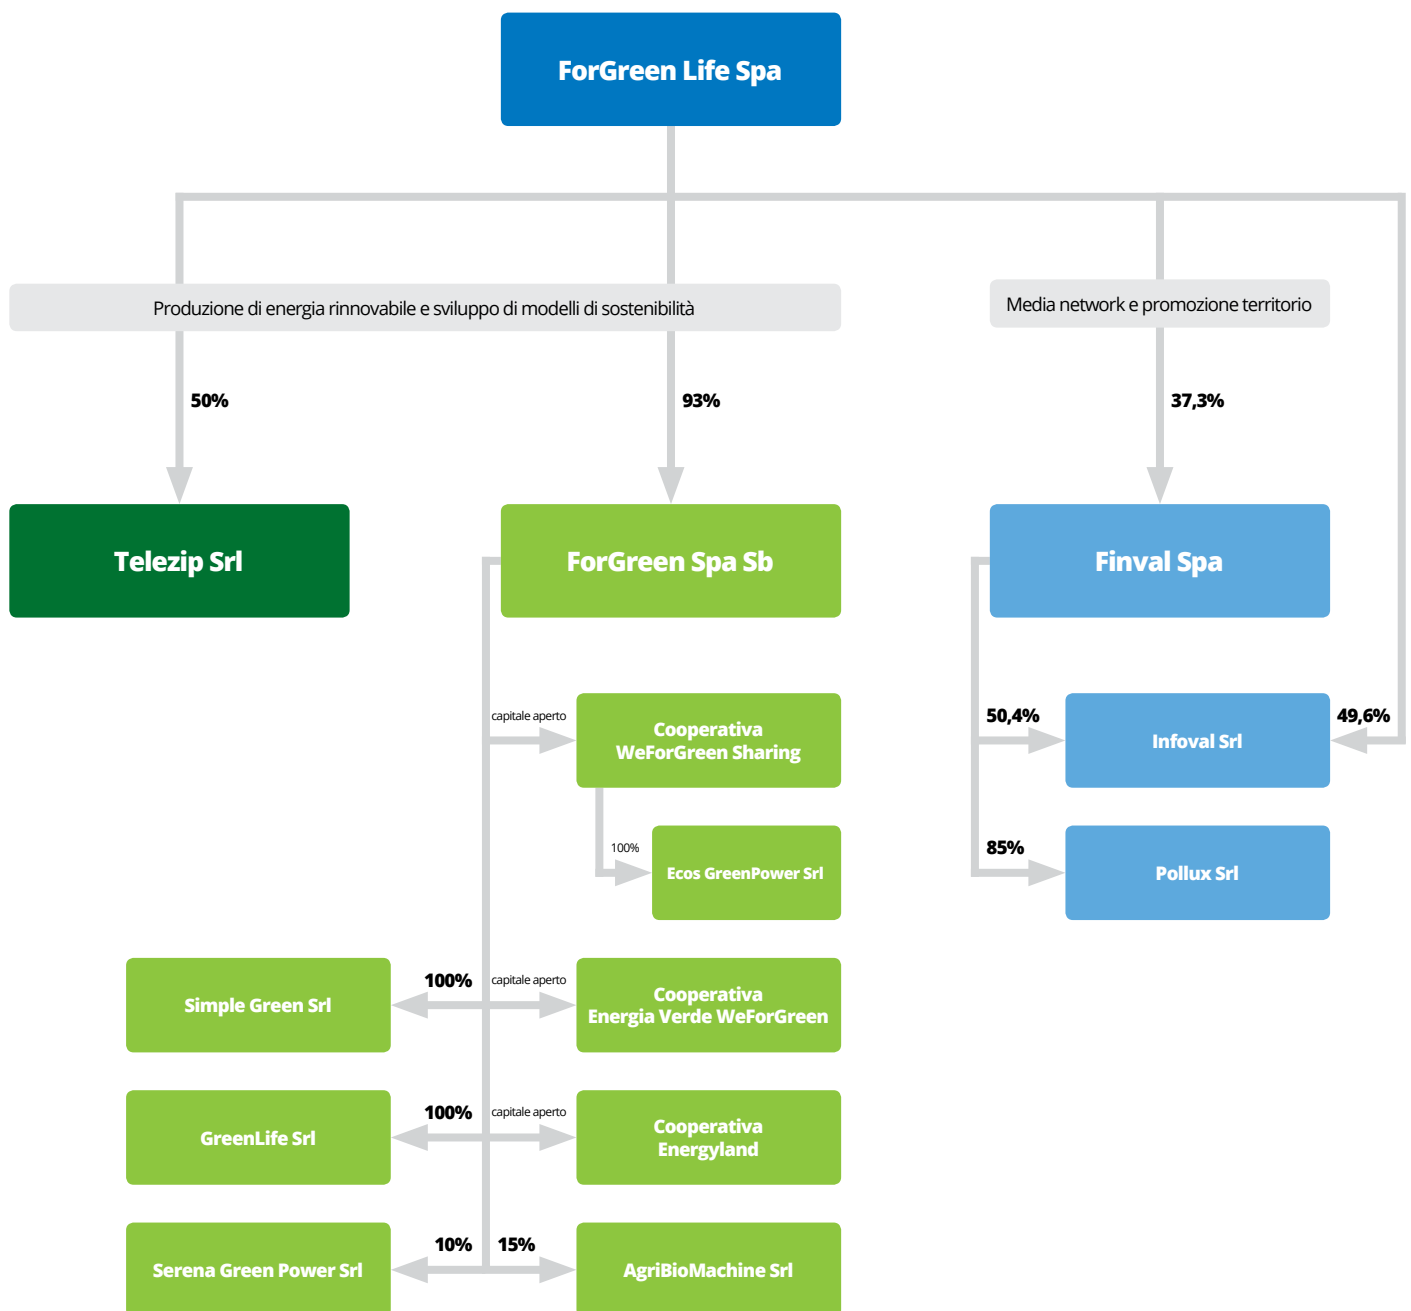 ForGreen Life Spa
Produzione di energia rinnovabile e sviluppo di modelli di sostenibilità
Media network e promozione territorio
50%
93%
37,3%
Telezip Srl
ForGreen Spa Sb
Finval Spa
capitale aperto
Cooperativa
WeForGreen Sharing
50,4%
Infoval Srl
49,6%
100%
Ecos GreenPower Srl
85%
Pollux Srl
Simple Green Srl
100%
capitale aperto
Cooperativa
Energia Verde WeForGreen
GreenLife Srl
100%
capitale aperto
Cooperativa
Energyland
Serena Green Power Srl
10%
15%
AgriBioMachine Srl